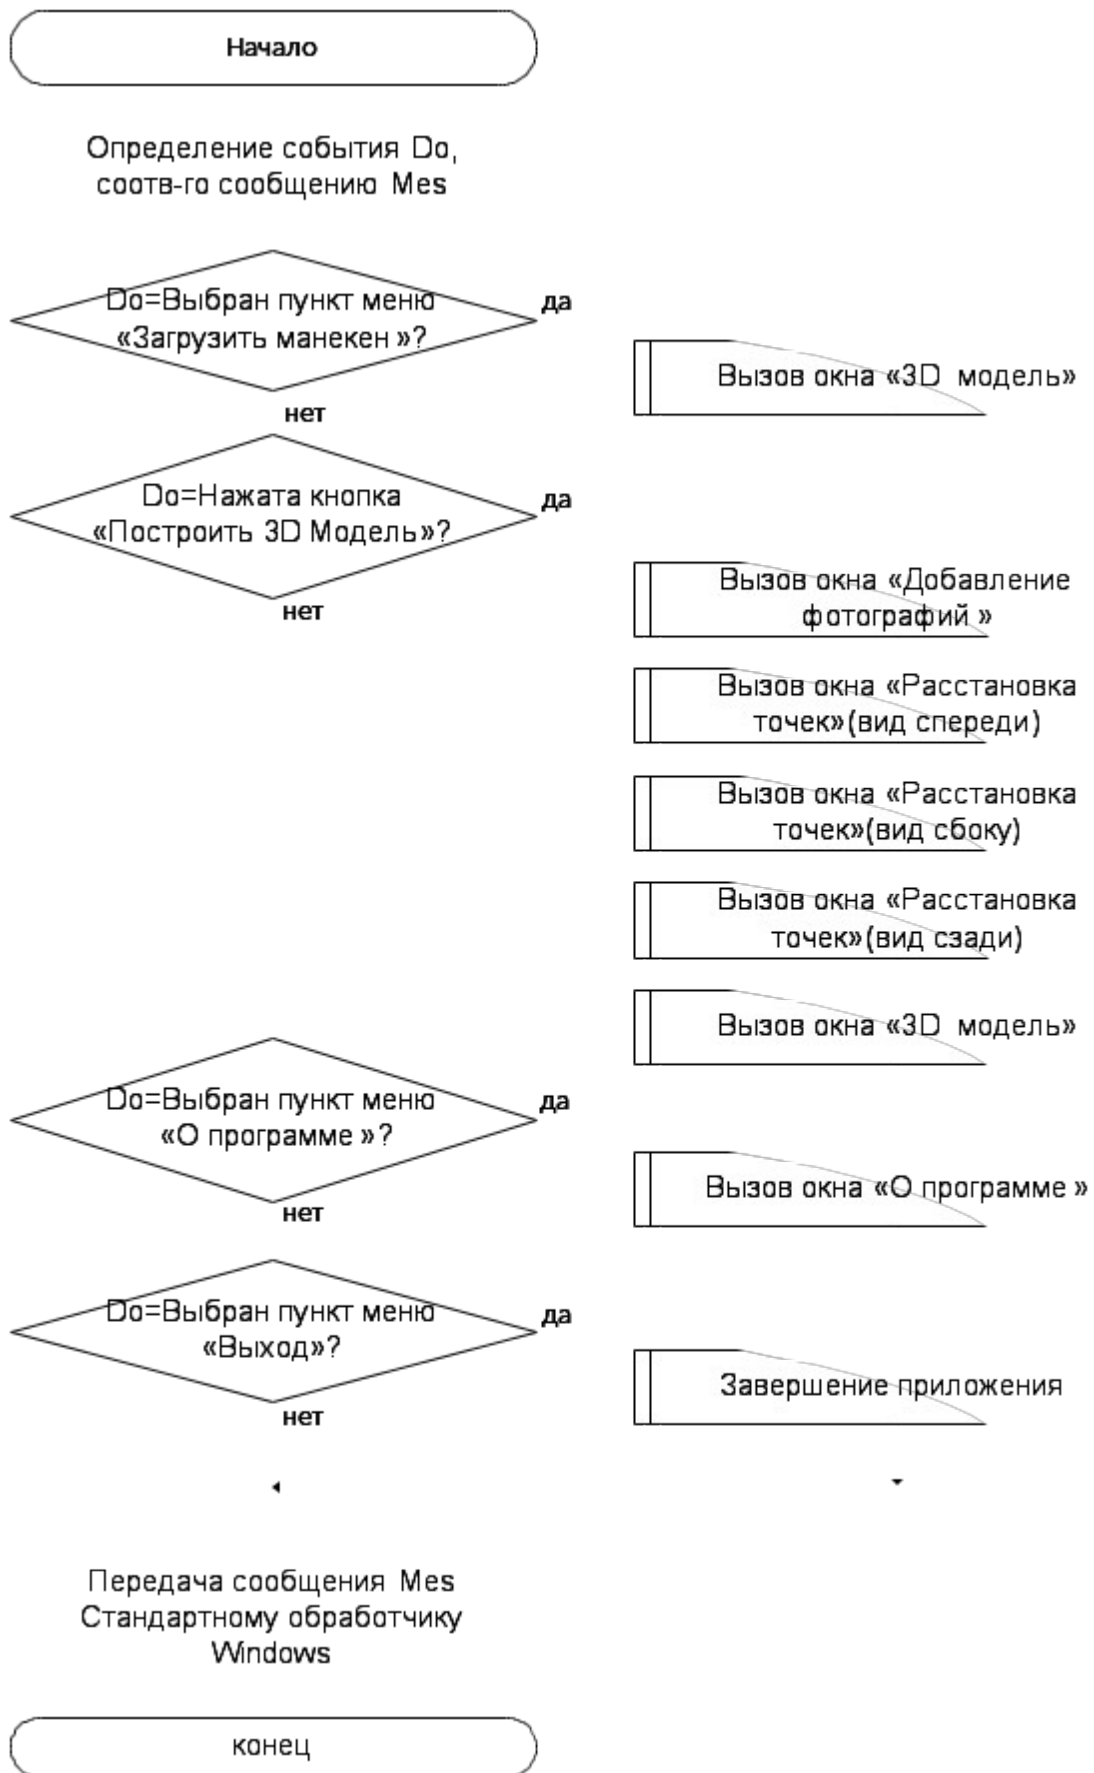 Начало
Определение события Do,
соотв-го сообщению Mes
Do=Выбран пункт меню
«Загрузить манекен »?
да
Вызов окна «3D модель»
нет
Do=Нажата кнопка
«Построить 3D Модель»?
да
нет
Вызов окна «Добавление
фотографий »
Вызов окна «Расстановка
точек»(вид спереди)
Вызов окна «Расстановка
точек»(вид сбоку)
Вызов окна «Расстановка
точек»(вид сзади)
Вызов окна «3D модель»
Do=Выбран пункт меню
«О программе »?
да
Вызов окна «О программе »
нет
Do=Выбран пункт меню
«Выход»?
да
Завершение приложения
нет
Передача сообщения Mes
Стандартному обработчику
Windows
конец